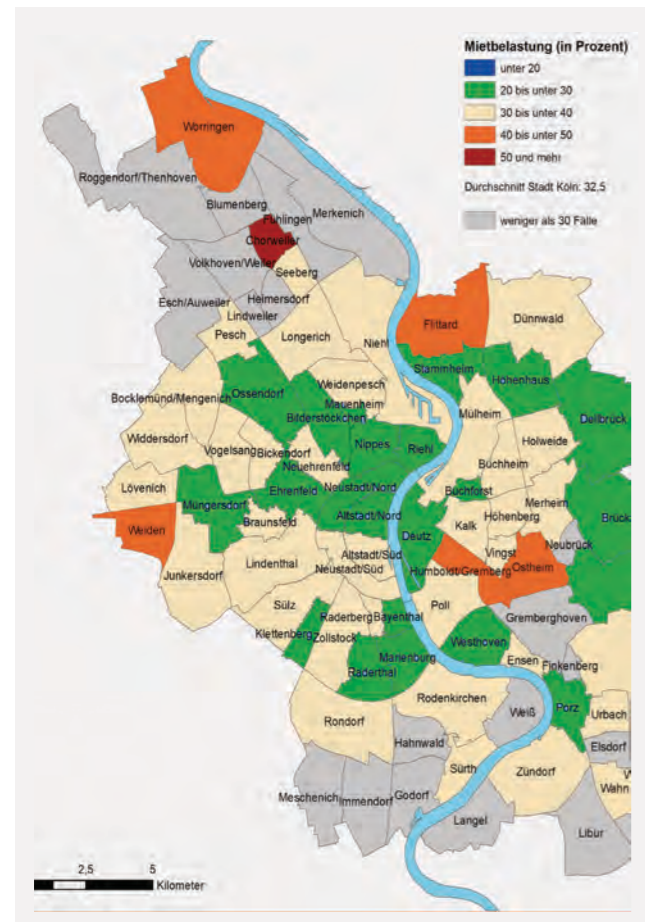 Mietbelastung (in Prozent)
unter 20
20 bis unter 30
30 bis unter 40
40 bis unter 50
50 und mehr
Durchschnitt Stadt Köln: 32,5
weniger als 30 Fälle
Worringen
Roggendorf/Thenhoven
Blumenberg
Fühlingen
Merkenich
Chorweiler
Volkhoven/Weiler
Seeberg
Esch/Auweiler
Heimersdorf
Lindweiler
Pesch
Longerich
Niehl
Flittard
Dünnwald
Stammheim
Höhenhaus
Ossendorf
Weidenpesch
Bocklemünd/Mengenich
Mauenheim
Bilderstöckchen
Mülheim
Dellbrück
Widdersdorf
Nippes
Riehl
Holweide
Vogelsang
Bickendorf
Buchheim
Neuehrenfeld
Lövenich
Ehrenfeld
Neustadt/Nord
Buchforst
Merheim
Müngersdorf
Altstadt/Nord
Höhenberg
Brück
Braunsfeld
Deutz
Kalk
Weiden
Neubrück
Altstadt/Süd
Vingst
Lindenthal
Neustadt/Süd
Humboldt/Gremberg
Ostheim
Junkersdorf
Sülz
Poll
Raderberg
Bayenthal
Gremberghoven
Klettenberg
Zollstock
Westhoven
Marienburg
Ensen
Raderthal
Finkenberg
Rodenkirchen
Weiß
Porz
Urbach
Rondorf
Hahnwald
Elsdorf
Sürth
Zündorf
W
Wahn
Meschenich
Immendorf
Godorf
Langel
Libur
2,5
5
Kilometer